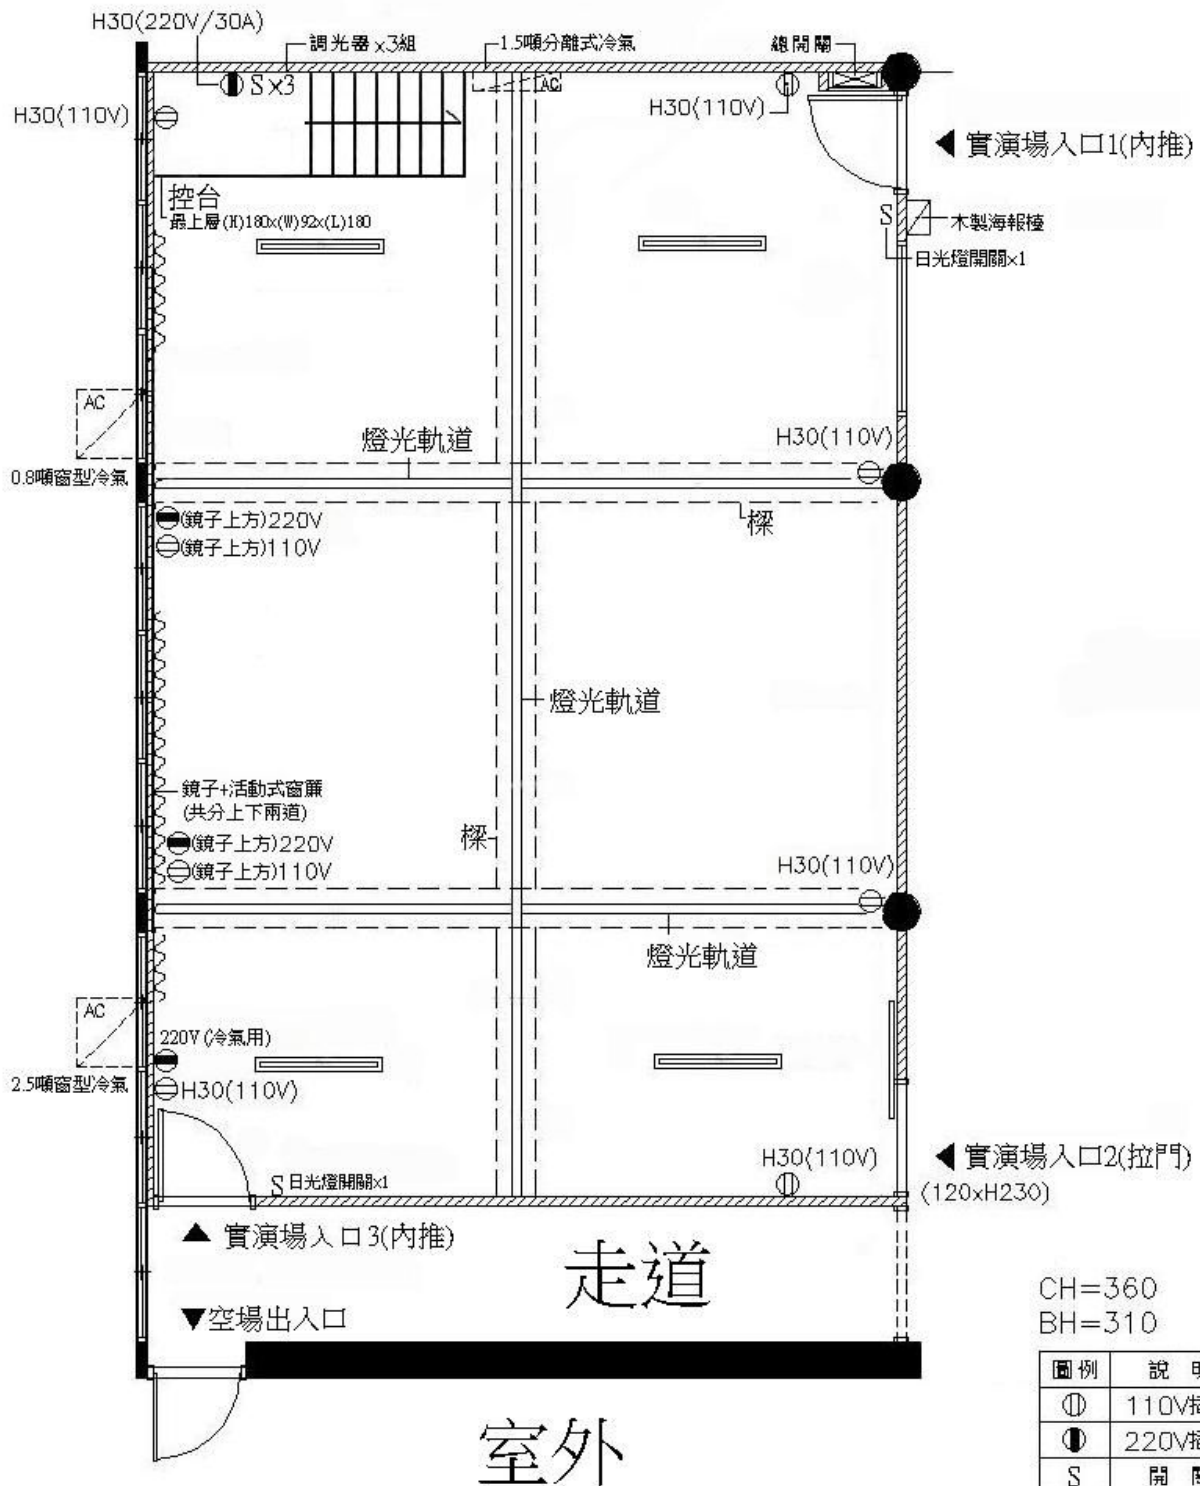 H30(220V/30A)
調光器 x3組
1.5噸分離式冷氣
總開關
S x3
AC
H30(110V)
H30(110V)
實演場入口1(內推)
控台
最上層(H)180x(W)92x(L)180
S
木製海報檯
日光燈開關x1
AC
燈光軌道
H30(110V)
0.8噸窗型冷氣
(鏡子上方)220V
樑
(鏡子上方)110V
燈光軌道
鏡子+活動式窗簾
(共分上下兩道)
樑
(鏡子上方)220V
(鏡子上方)110V
H30(110V)
燈光軌道
AC
220V(冷氣用)
2.5噸窗型冷氣
H30(110V)
H30(110V)
實演場入口2(拉門)
(120xH230)
S 日光燈開關x1
實演場入口3(內推)
走道
空場出入口
CH=360
BH=310
圖例 說
110V
220V
S 開
室外